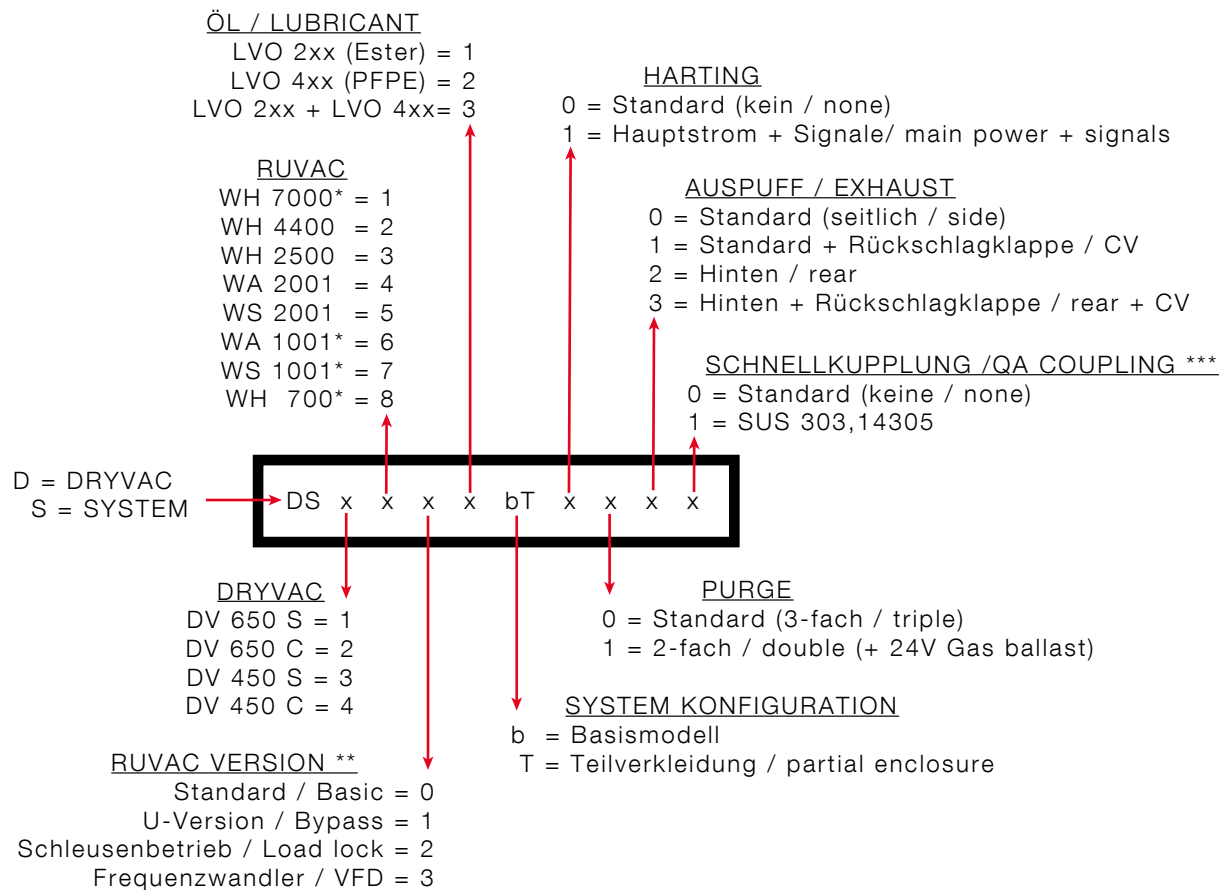 ÖL / LUBRICANT
LVO 2xx (Ester) = 1
LVO 4xx (PFPE) = 2
LVO 2xx + LVO 4xx= 3
HARTING
0 = Standard (kein / none)
1 = Hauptstrom + Signale/ main power + signals
RUVAC
WH 7000* = 1
WH 4400 = 2
WH 2500 = 3
WA 2001 = 4
WS 2001 = 5
WA 1001* = 6
WS 1001* = 7
WH 700* = 8
AUSPUFF / EXHAUST
0 = Standard (seitlich / side)
1 = Standard + Rückschlagklappe / CV
2 = Hinten / rear
3 = Hinten + Rückschlagklappe / rear + CV
SCHNELLKUPPLUNG /QA COUPLING ***
0 = Standard (keine / none)
1 = SUS 303,14305
D = DRYVAC
S = SYSTEM
DS x x x x bT x x x x
DRYVAC
DV 650 S = 1
DV 650 C = 2
DV 450 S = 3
DV 450 C = 4
PURGE
0 = Standard (3-fach / triple)
1 = 2-fach / double (+ 24V Gas ballast)
SYSTEM KONFIGURATION
b = Basismodell
T = Teilverkleidung / partial enclosure
RUVAC VERSION **
Standard / Basic = 0
U-Version / Bypass = 1
Schleusenbetrieb / Load lock = 2
Frequenzwandler / VFD = 3